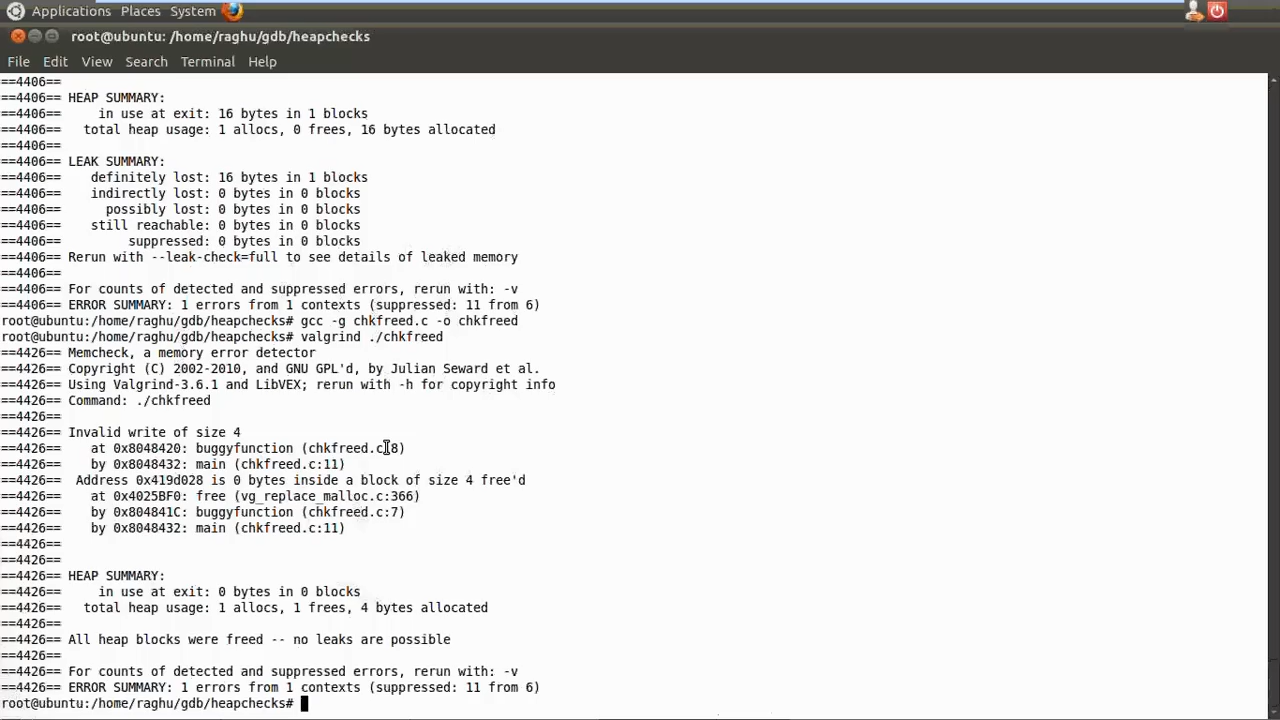 Applications Places System
root@ubuntu: /home/raghu/gdb/heapchecks
File Edit View Search Terminal Help
==4406==
==4406== HEAP SUMMARY:
==4406==     in use at exit: 16 bytes in 1 blocks
==4406==   total heap usage: 1 allocs, 0 frees, 16 bytes allocated
==4406==
==4406== LEAK SUMMARY:
==4406==    definitely lost: 16 bytes in 1 blocks
==4406==    indirectly lost: 0 bytes in 0 blocks
==4406==      possibly lost: 0 bytes in 0 blocks
==4406==    still reachable: 0 bytes in 0 blocks
==4406==         suppressed: 0 bytes in 0 blocks
==4406== Rerun with --leak-check=full to see details of leaked memory
==4406==
==4406== For counts of detected and suppressed errors, rerun with: -v
==4406== ERROR SUMMARY: 1 errors from 1 contexts (suppressed: 11 from 6)
root@ubuntu:/home/raghu/gdb/heapchecks# gcc -g chkfreed.c -o chkfreed
root@ubuntu:/home/raghu/gdb/heapchecks# valgrind ./chkfreed
==4426== Memcheck, a memory error detector
==4426== Copyright (C) 2002-2010, and GNU GPL'd, by Julian Seward et al.
==4426== Using Valgrind-3.6.1 and LibVEX; rerun with -h for copyright info
==4426== Command: ./chkfreed
==4426==
==4426== Invalid write of size 4
==4426==    at 0x8048420: buggyfunction (chkfreed.c:8)
==4426==    by 0x8048432: main (chkfreed.c:11)
==4426==  Address 0x419d028 is 0 bytes inside a block of size 4 free'd
==4426==    at 0x4025BF0: free (vg_replace_malloc.c:366)
==4426==    by 0x804841C: buggyfunction (chkfreed.c:7)
==4426==    by 0x8048432: main (chkfreed.c:11)
==4426==
==4426==
==4426== HEAP SUMMARY:
==4426==     in use at exit: 0 bytes in 0 blocks
==4426==   total heap usage: 1 allocs, 1 frees, 4 bytes allocated
==4426==
==4426== All heap blocks were freed -- no leaks are possible
==4426==
==4426== For counts of detected and suppressed errors, rerun with: -v
==4426== ERROR SUMMARY: 1 errors from 1 contexts (suppressed: 11 from 6)
root@ubuntu:/home/raghu/gdb/heapchecks#